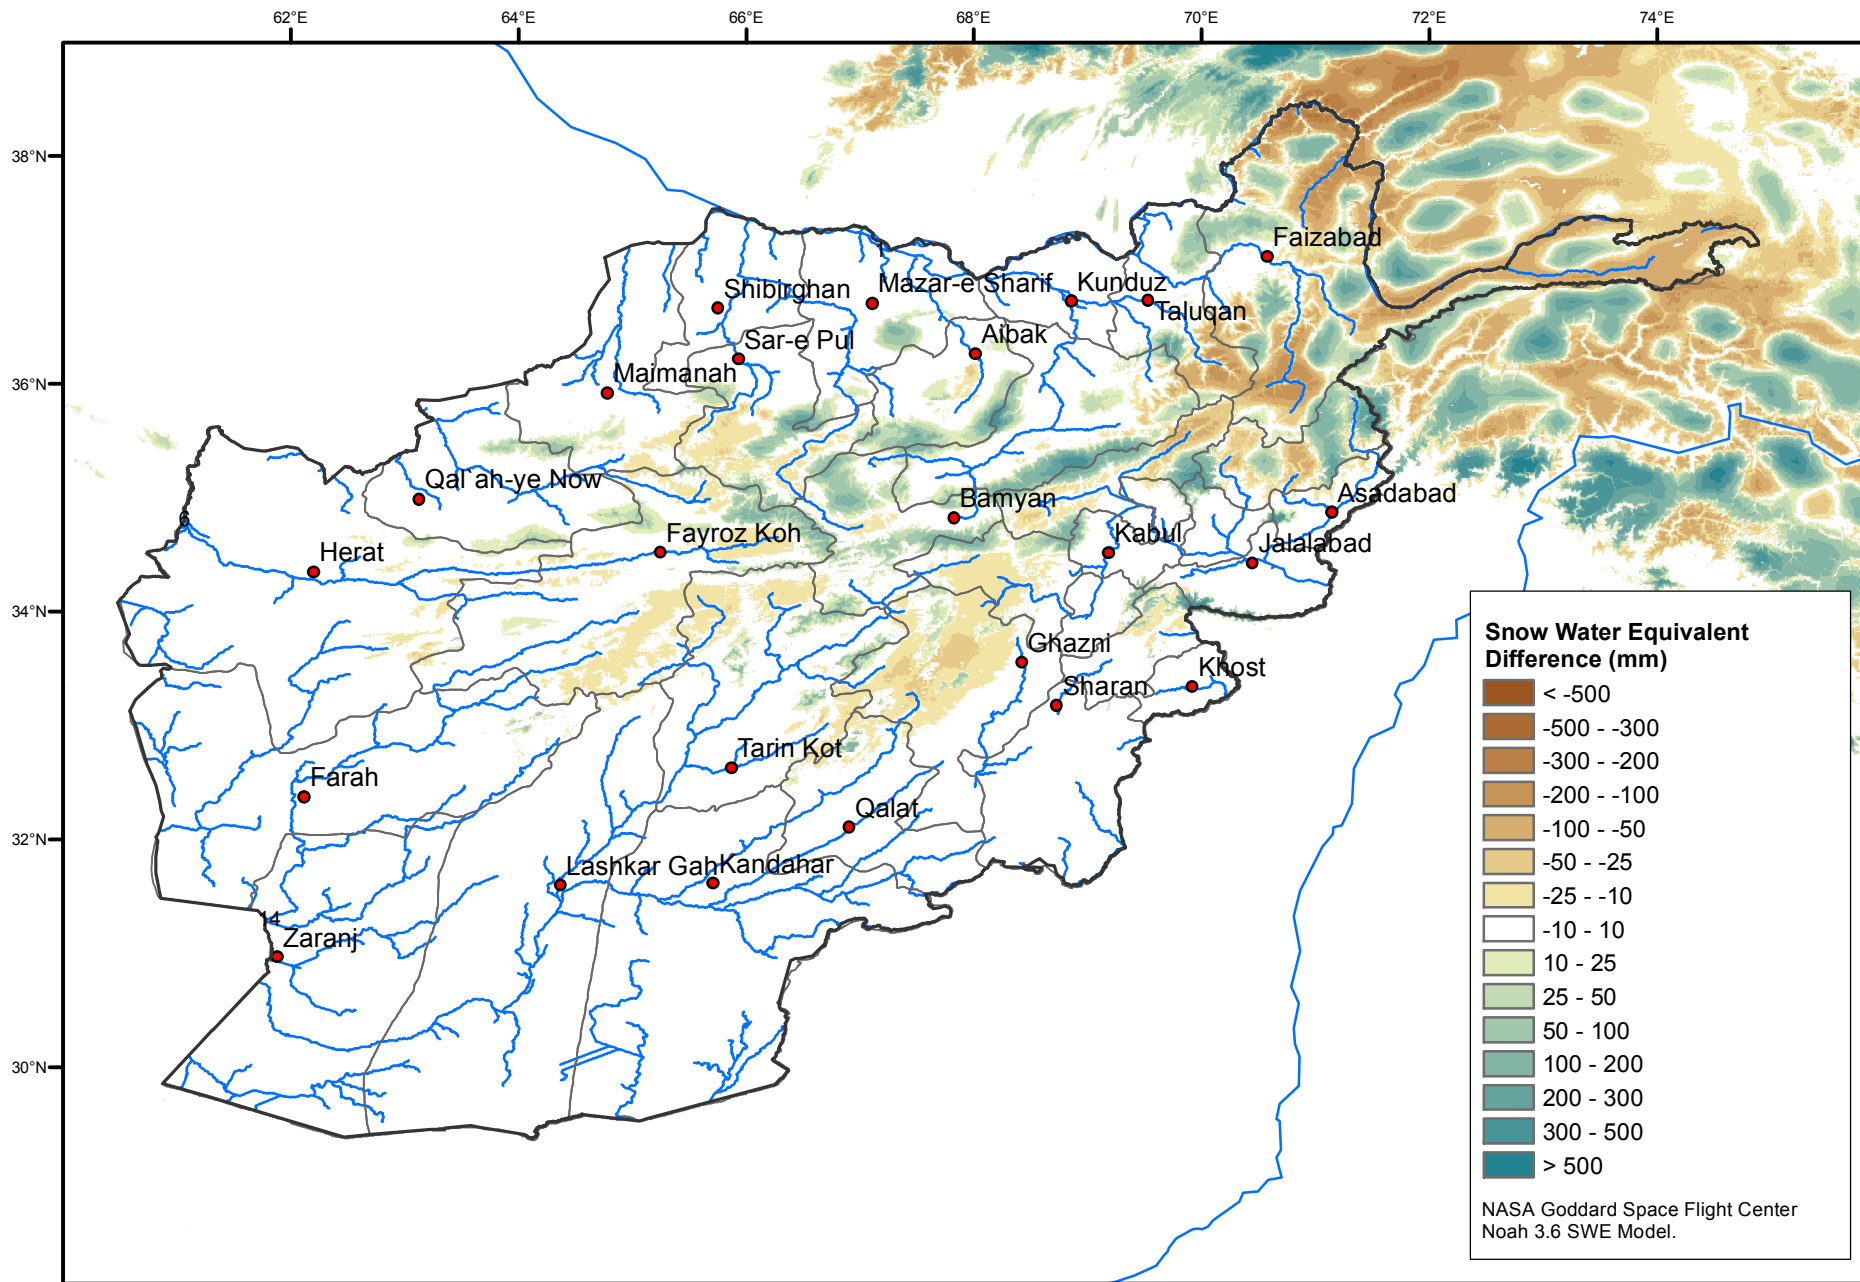 62°E 64°E 66°E 68°E 70°E 72°E 74°E
38°N
36°N
34°N
32°N
30°N
Faizabad
1
Shibirghan
Mazar-e Sharif
Kunduz
Taluqan
Sar-e Pul
Aibak
Maimanah
Qal ah-ye Now
Bamyan
Asadabad
6
Herat
Fayroz Koh
Kabul
Jalalabad
Ghazni
Khost
Sharan
Tarin Kot
Farah
Qalat
Lashkar Gah
Kandahar
14
Zaranj
Snow Water Equivalent
Difference (mm)
< -500
-500 - -300
-300 - -200
-200 - -100
-100 - -50
-50 - -25
-25 - -10
-10 - 10
10 - 25
25 - 50
50 - 100
100 - 200
200 - 300
300 - 500
> 500
NASA Goddard Space Flight Center
Noah 3.6 SWE Model.